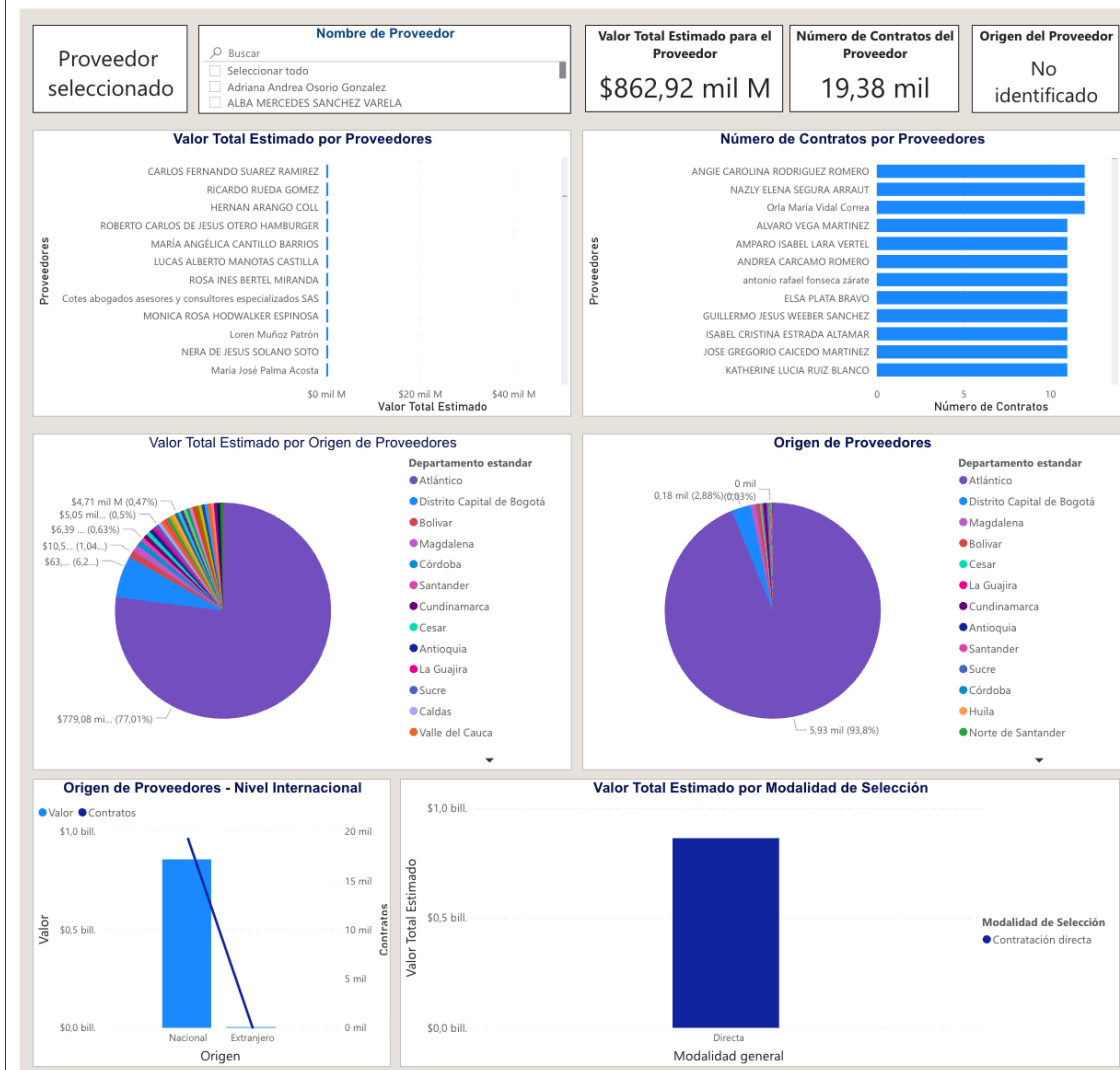 Proveedor
seleccionado
Nombre de Proveedor
Buscar
Seleccionar todo
Adriana Andrea Osorio Gonzalez
ALBA MERCEDES SANCHEZ VARELA
Valor Total Estimado para el
Proveedor
$862,92 mil M
Número de Contratos del
Proveedor
19,38 mil
Origen del Proveedor
No
identificado
Valor Total Estimado por Proveedores
Proveedores
CARLOS FERNANDO SUAREZ RAMIREZ
RICARDO RUEDA GOMEZ
HERNAN ARANGO COLL
ROBERTO CARLOS DE JESUS OTERO HAMBURGER
MARÍA ANGÉLICA CANTILLO BARRIOS
LUCAS ALBERTO MANOTAS CASTILLA
ROSA INES BERTEL MIRANDA
Cotes abogados asesores y consultores especializados SAS
MONICA ROSA HODWALKER ESPINOSA
Loren Muñoz Patrón
NERA DE JESUS SOLANO SOTO
María José Palma Acosta
$0 mil M $20 mil M $40 mil M
Valor Total Estimado
Número de Contratos por Proveedores
Proveedores
ANGIE CAROLINA RODRIGUEZ ROMERO
NAZLY ELENA SEGURA ARRAUT
Orla María Vidal Correa
ALVARO VEGA MARTINEZ
AMPARO ISABEL LARA VERTEL
ANDREA CARCAMO ROMERO
antonio rafael fonseca zárate
ELSA PLATA BRAVO
GUILLERMO JESUS WEEBER SANCHEZ
ISABEL CRISTINA ESTRADA ALTAMAR
JOSE GREGORIO CAICEDO MARTINEZ
KATHERINE LUCIA RUIZ BLANCO
0 5 10
Número de Contratos
Valor Total Estimado por Origen de Proveedores
$4,71 mil M (0,47%)
$5,05 mil... (0,5%)
$6,39 ... (0,63%)
$10,5... (1,04...)
$63,... (6,2...)
$779,08 mi... (77,01%)
Departamento estandar
Atlántico
Distrito Capital de Bogotá
Bolívar
Magdalena
Córdoba
Santander
Cundinamarca
Cesar
Antioquia
La Guajira
Sucre
Caldas
Valle del Cauca
Origen de Proveedores
0 mil
(0,03%)
0,18 mil (2,88%)
5,93 mil (93,8%)
Departamento estandar
Atlántico
Distrito Capital de Bogotá
Magdalena
Bolívar
Cesar
La Guajira
Cundinamarca
Antioquia
Santander
Sucre
Córdoba
Huila
Norte de Santander
Origen de Proveedores - Nivel Internacional
Valor Contratos
Valor
$1,0 bill.
$0,5 bill.
$0,0 bill.
20 mil
15 mil
10 mil
5 mil
0 mil
Contratos
Nacional Extranjero
Origen
Valor Total Estimado por Modalidad de Selección
Valor Total Estimado
$1,0 bill.
$0,5 bill.
$0,0 bill.
Directa
Modalidad general
Modalidad de Selección
Contratación directa